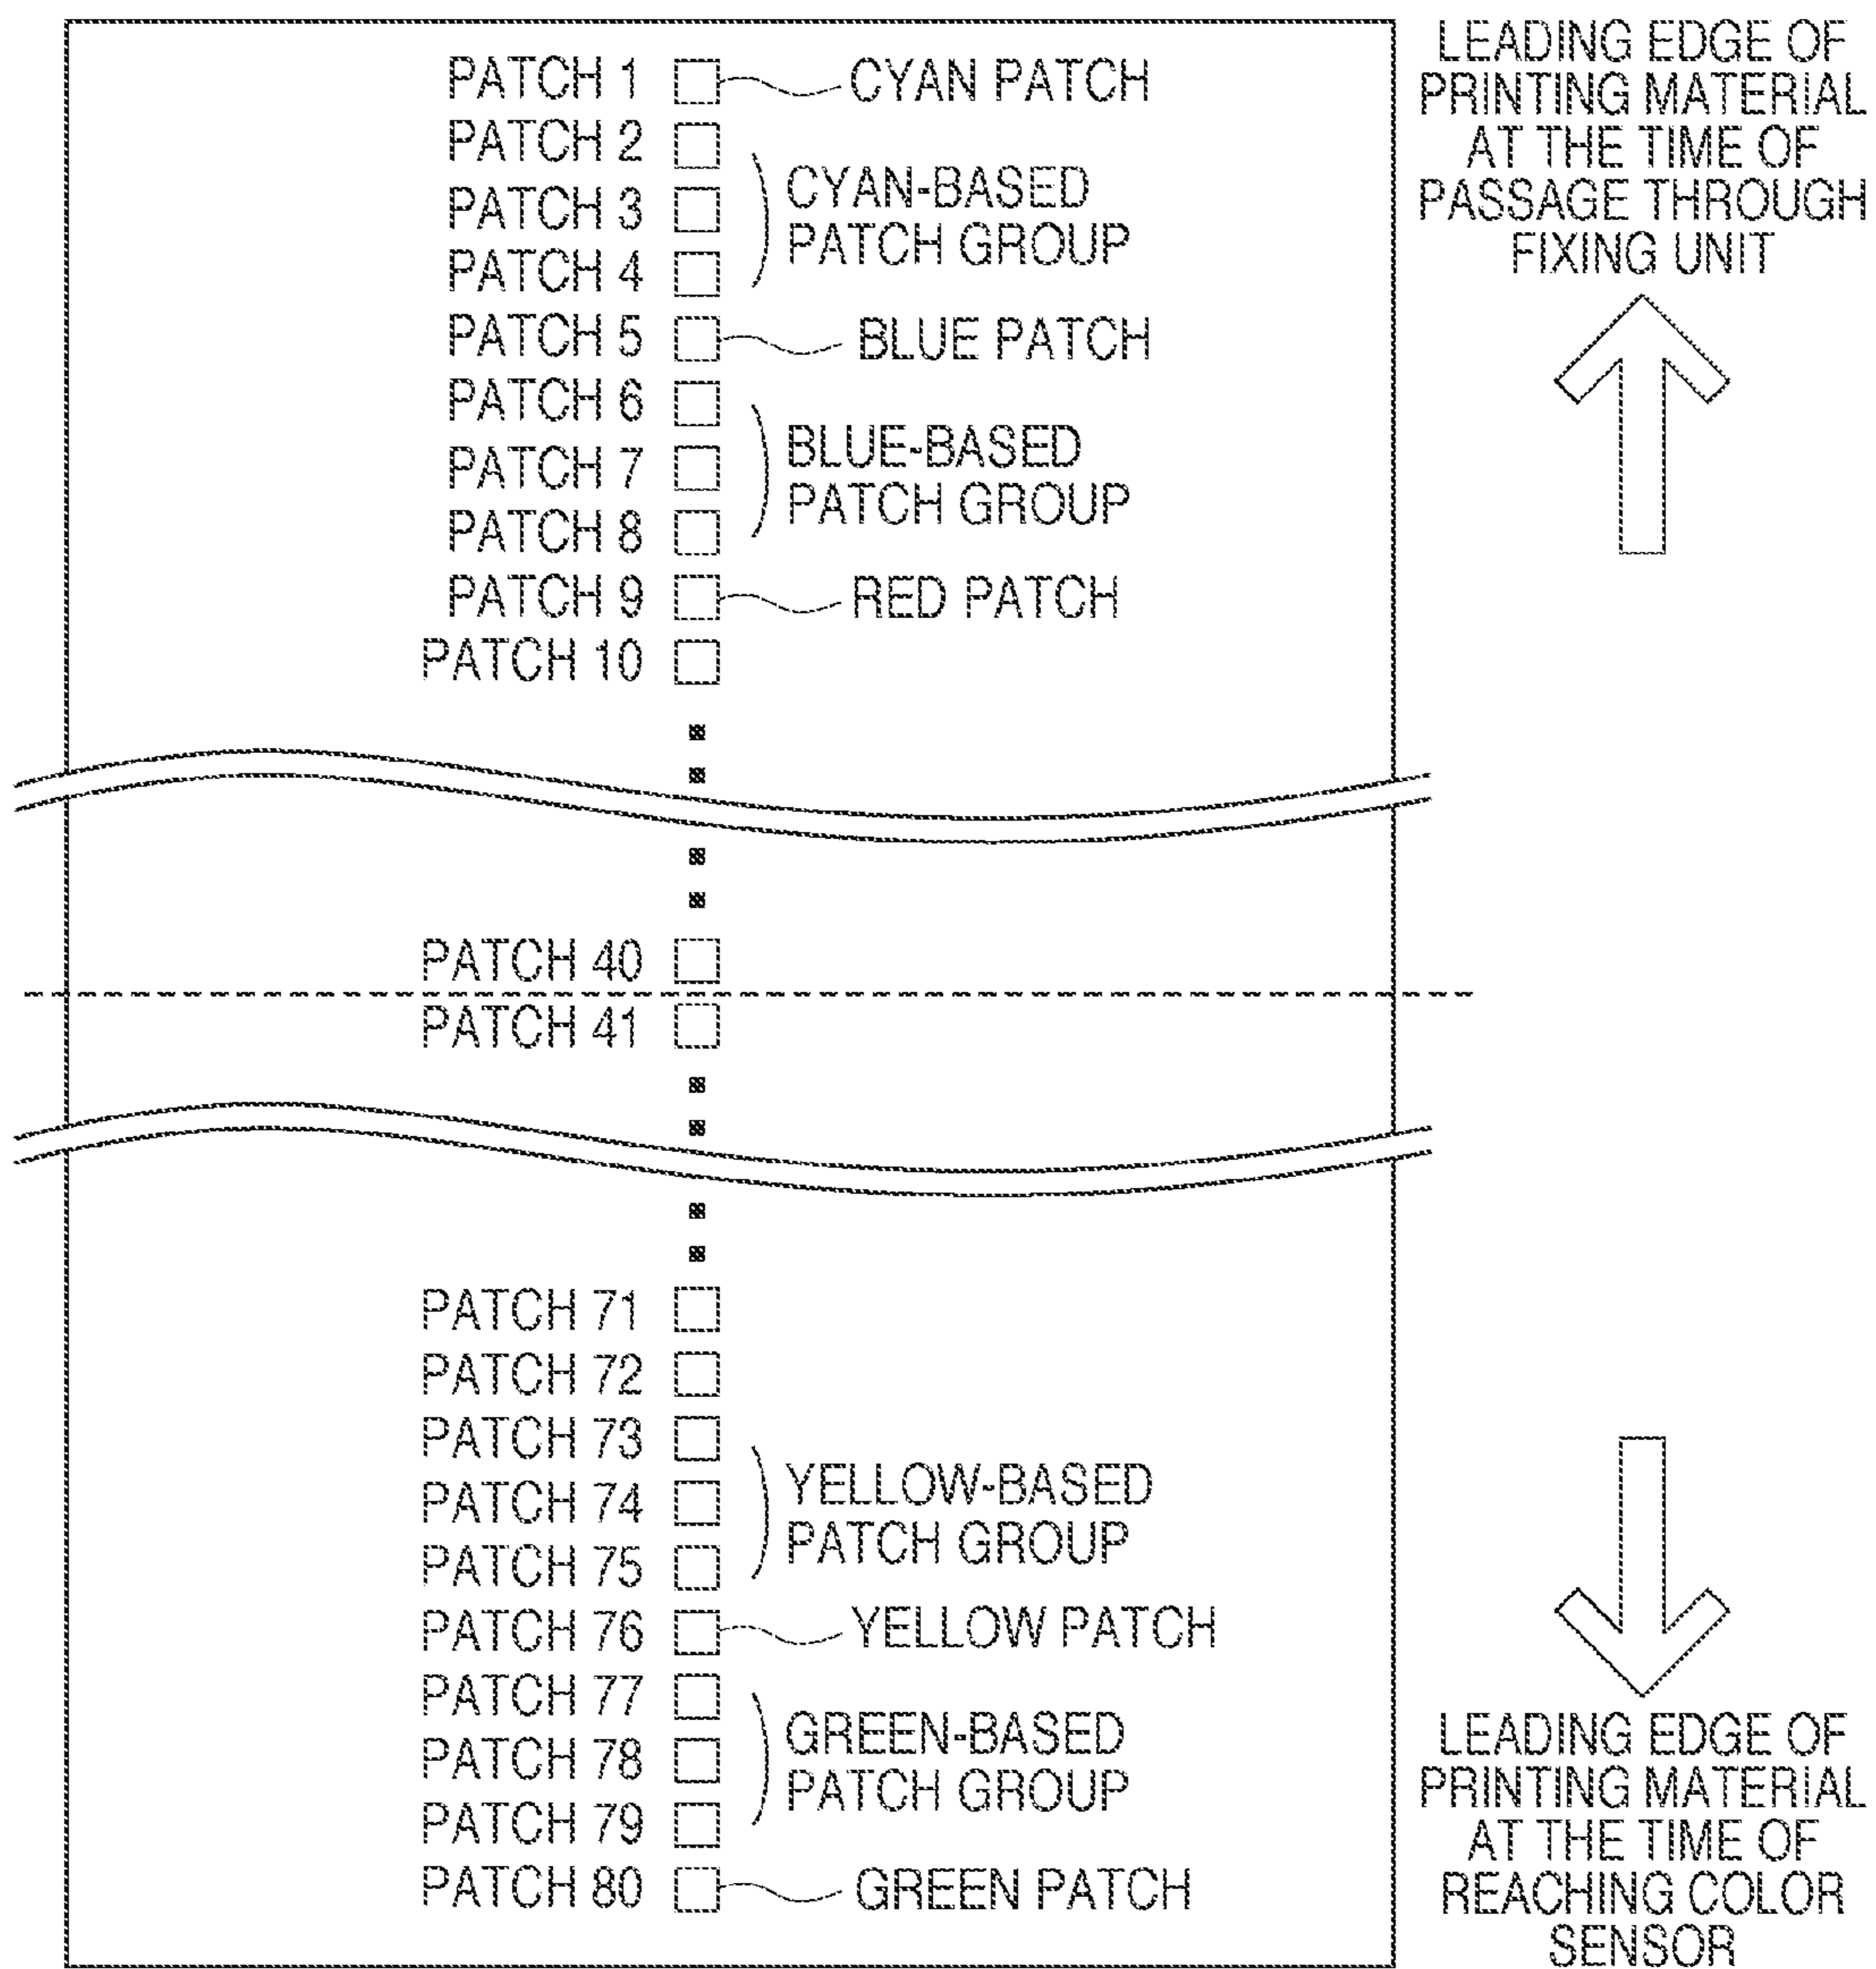 PATCH 1 CYAN PATCH
PATCH 2
PATCH 3
PATCH 4
CYAN-BASED
PATCH GROUP
PATCH 5 BLUE PATCH
PATCH 6
PATCH 7
PATCH 8
BLUE-BASED
PATCH GROUP
PATCH 9 RED PATCH
PATCH 10
PATCH 40
PATCH 41
PATCH 71
PATCH 72
PATCH 73
PATCH 74
PATCH 75
YELLOW-BASED
PATCH GROUP
PATCH 76 YELLOW PATCH
PATCH 77
PATCH 78
PATCH 79
GREEN-BASED
PATCH GROUP
PATCH 80 GREEN PATCH
LEADING EDGE OF
PRINTING MATERIAL
AT THE TIME OF
PASSAGE THROUGH
FIXING UNIT
LEADING EDGE OF
PRINTING MATERIAL
AT THE TIME OF
REACHING COLOR
SENSOR